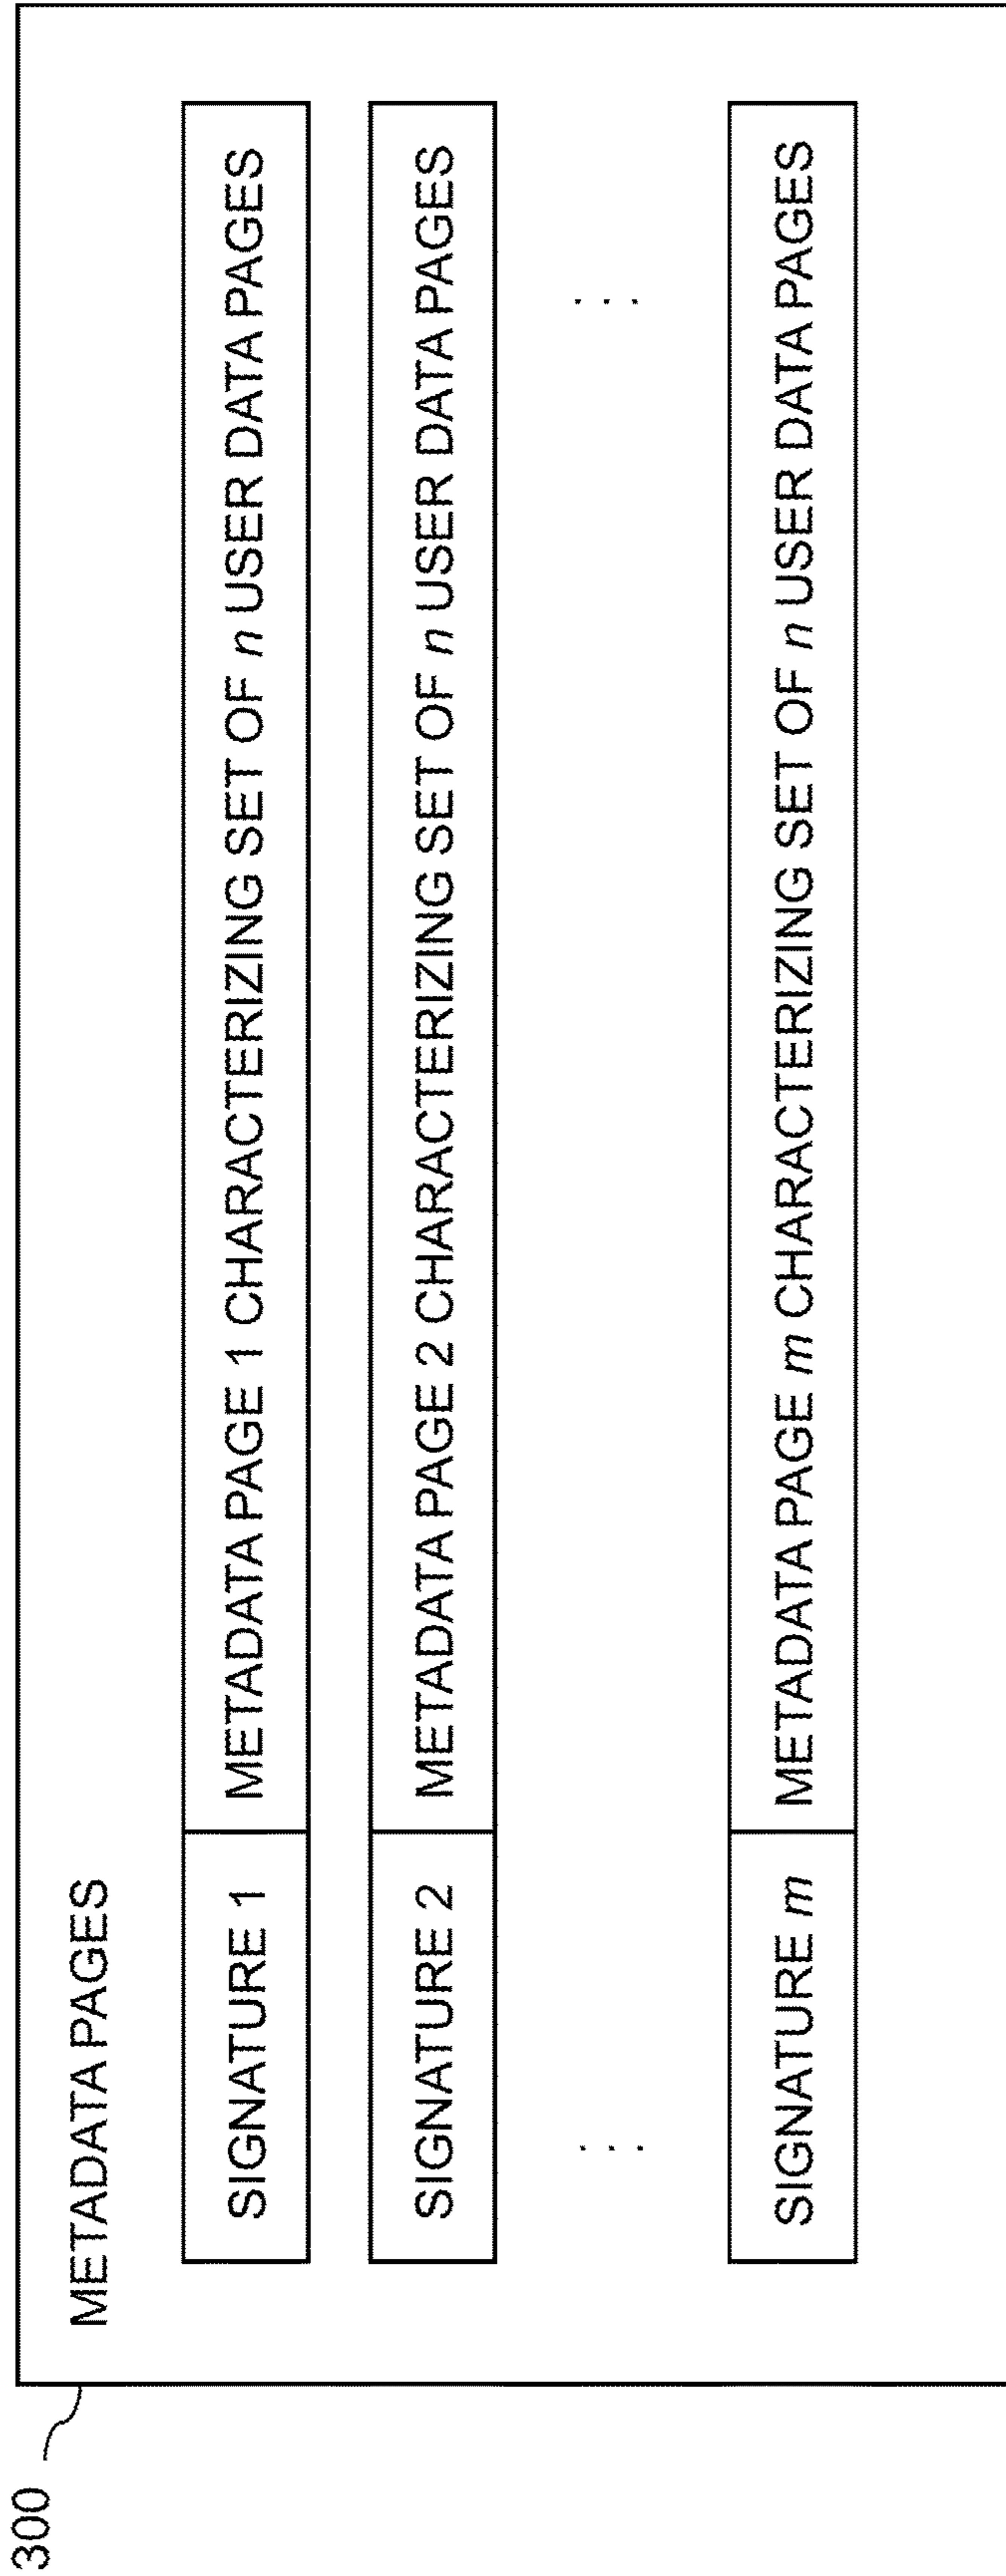 300
METADATA PAGES
SIGNATURE 1 METADATA PAGE 1 CHARACTERIZING SET OF n USER DATA PAGES
SIGNATURE 2 METADATA PAGE 2 CHARACTERIZING SET OF n USER DATA PAGES
. . . . . .
SIGNATURE m METADATA PAGE m CHARACTERIZING SET OF n USER DATA PAGES